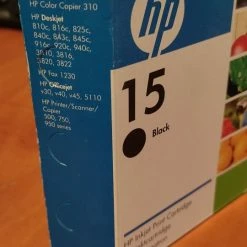 HP Color Copier 310
HP Deskjet
810c, 816c, 825c,
840c, 843c, 845c,
916c, 920c, 940c,
3810, 3816,
3820, 3822
HP Fax 1230
HP Officejet
v30, v40, v45, 5110
HP Printer/Scanner/
Copier
500, 750,
950 series
hp
15
Black
HP Inkjet Print Cartridge